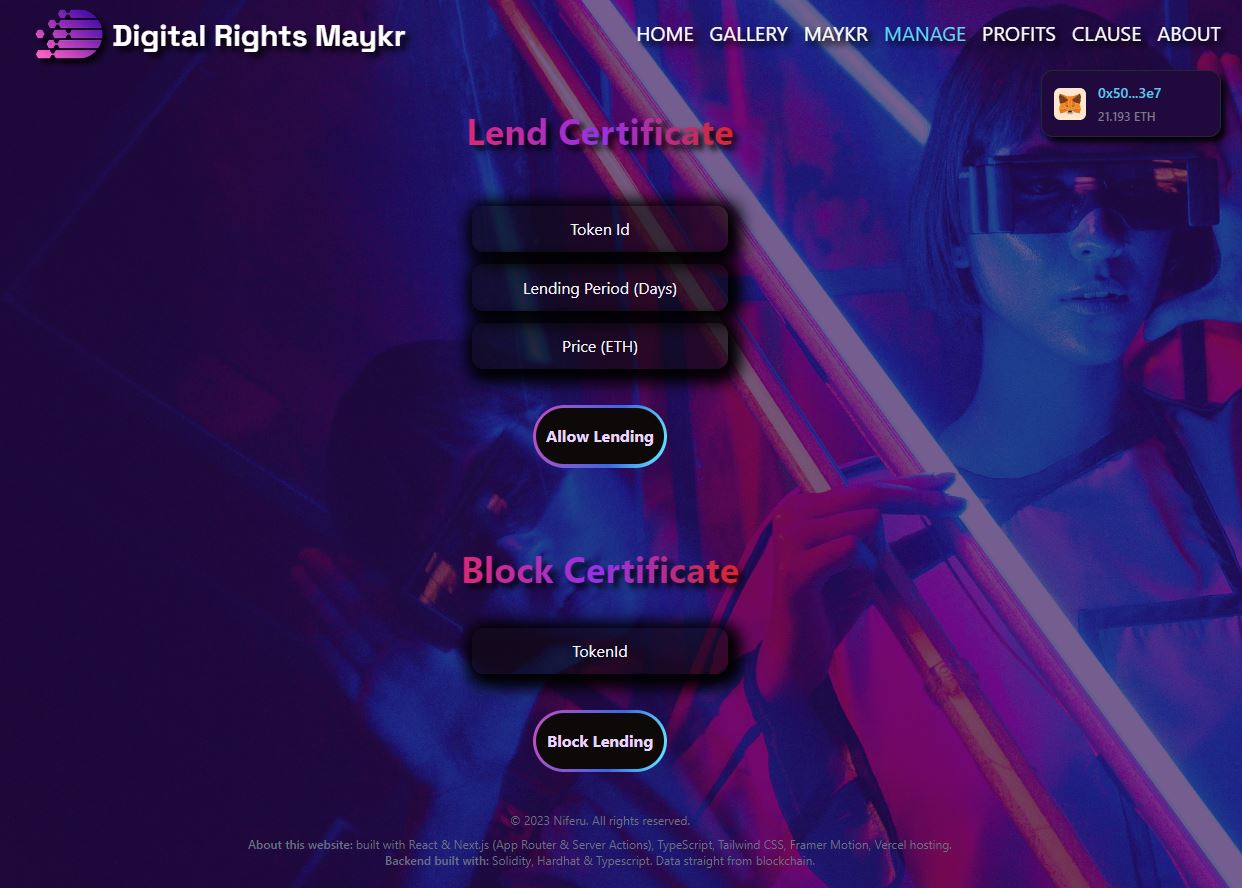 Digital Rights Maykr
HOME GALLERY MAYKR MANAGE PROFITS CLAUSE ABOUT
0x50...3e7
21.193 ETH
Lend Certificate
Token Id
Lending Period (Days)
Price (ETH)
Allow Lending
Block Certificate
TokenId
Block Lending
© 2023 Niferu. All rights reserved.
About this website: built with React & Next.js (App Router & Server Actions), TypeScript, Tailwind CSS, Framer Motion, Vercel hosting.
Backend built with: Solidity, Hardhat & Typescript. Data straight from blockchain.